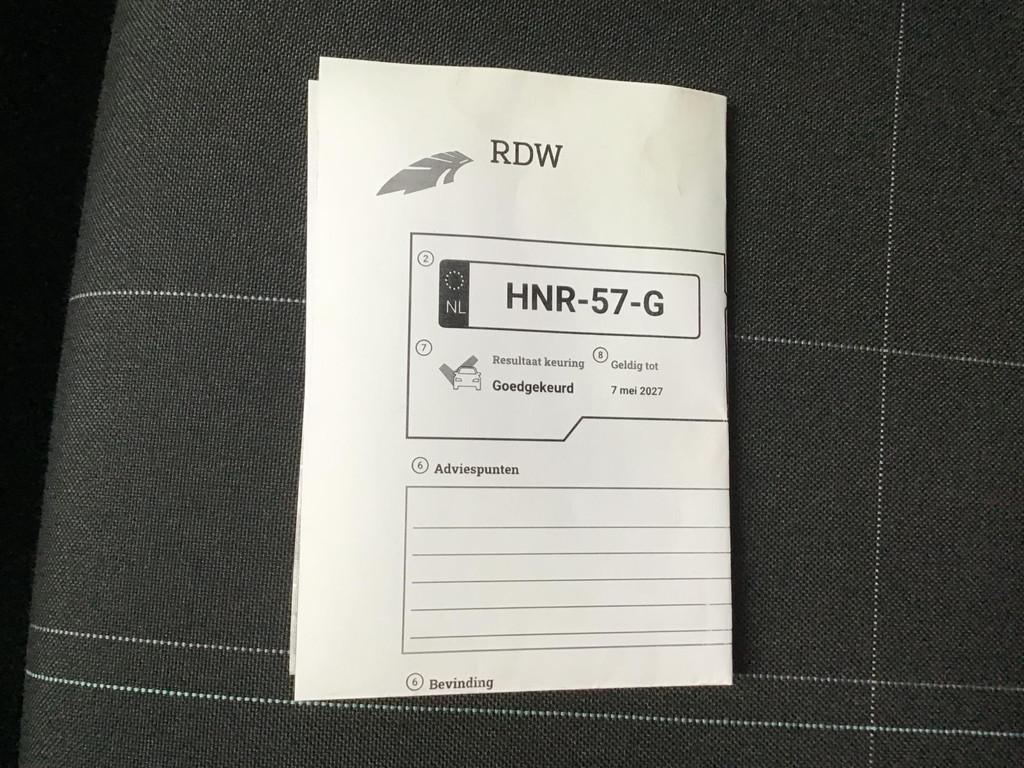 RDW
2
NL HNR-57-G
7 Resultaat keuring 8 Geldig tot
Goedgekeurd 7 mei 2027
6 Adviespunten
6 Bevinding